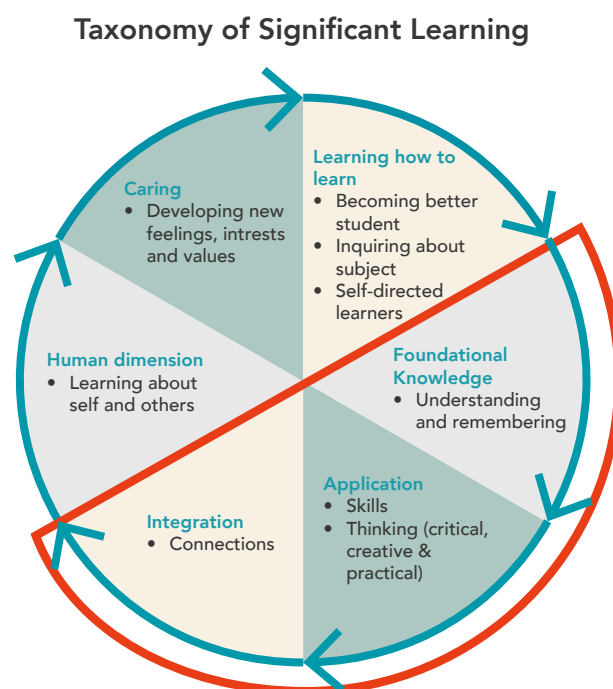 Taxonomy of Significant Learning
Learning how to
learn
• Becoming better
student
• Inquiring about
subject
• Self-directed
learners
Foundational
Knowledge
• Understanding
and remembering
Application
• Skills
• Thinking (critical,
creative &
practical)
Integration
• Connections
Human dimension
• Learning about
self and others
Caring
• Developing new
feelings, intrests
and values